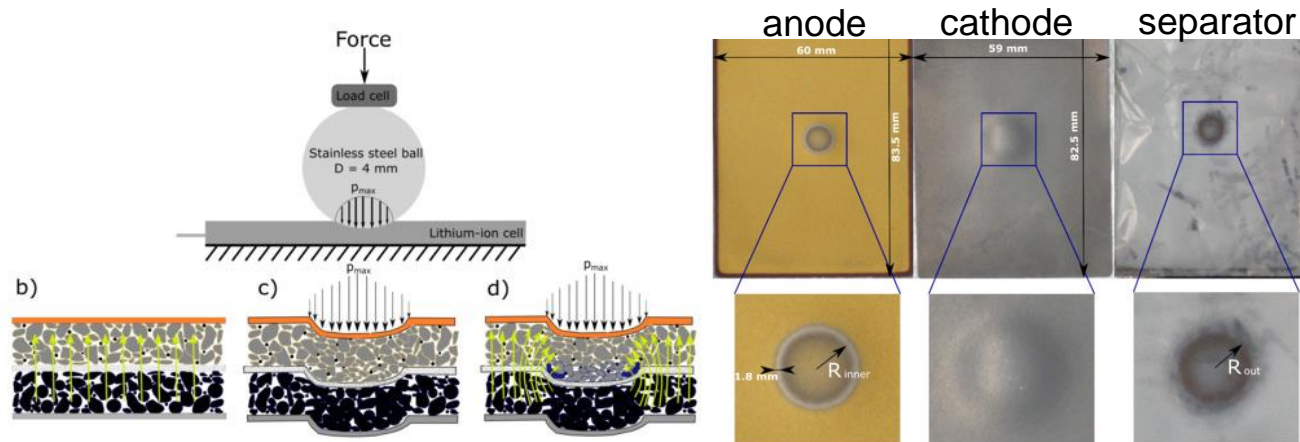 Force
Load cell
Stainless steel ball
D = 4 mm
pmax
Lithium-ion cell
pmax
pmax
b)
c)
d)
anode
cathode
separator
60 mm
59 mm
83.5 mm
82.5 mm
1.8 mm
R inner
R out